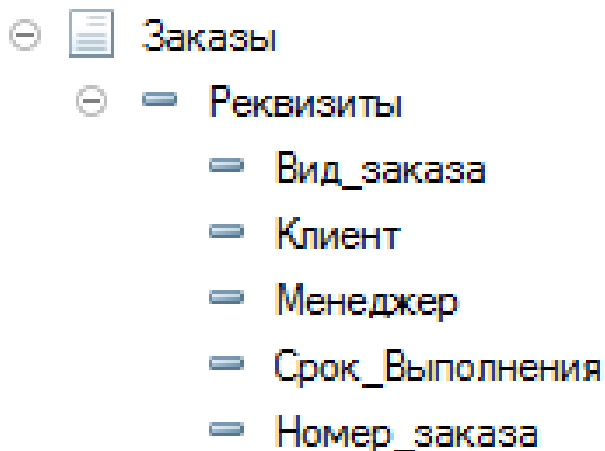 Заказы
Реквизиты
Вид_заказа
Клиент
Менеджер
Срок_Выполнения
Номер_заказа